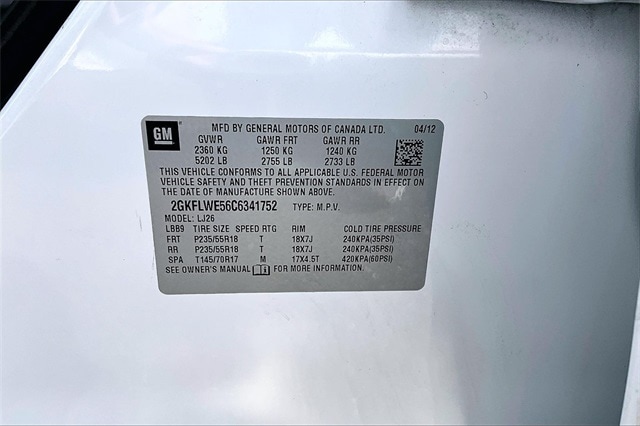 GM
MFD BY GENERAL MOTORS OF CANADA LTD. 04/12
GVWR GAWR FRT GAWR RR
2360 KG 1250 KG 1240 KG
5202 LB 2755 LB 2733 LB
THIS VEHICLE CONFORMS TO ALL APPLICABLE U.S. FEDERAL MOTOR
VEHICLE SAFETY AND THEFT PREVENTION STANDARDS IN EFFECT ON
THE DATE OF MANUFACTURE SHOWN ABOVE.
2GKFLWE56C6341752 TYPE: M.P.V.
MODEL: LJ26
LBB9 TIRE SIZE SPEED RTG RIM COLD TIRE PRESSURE
FRT P235/55R18 T 18X7J 240KPA(35PSI)
RR P235/55R18 T 18X7J 240KPA(35PSI)
SPA T145/70R17 M 17X4.5T 420KPA(60PSI)
SEE OWNER'S MANUAL FOR MORE INFORMATION.